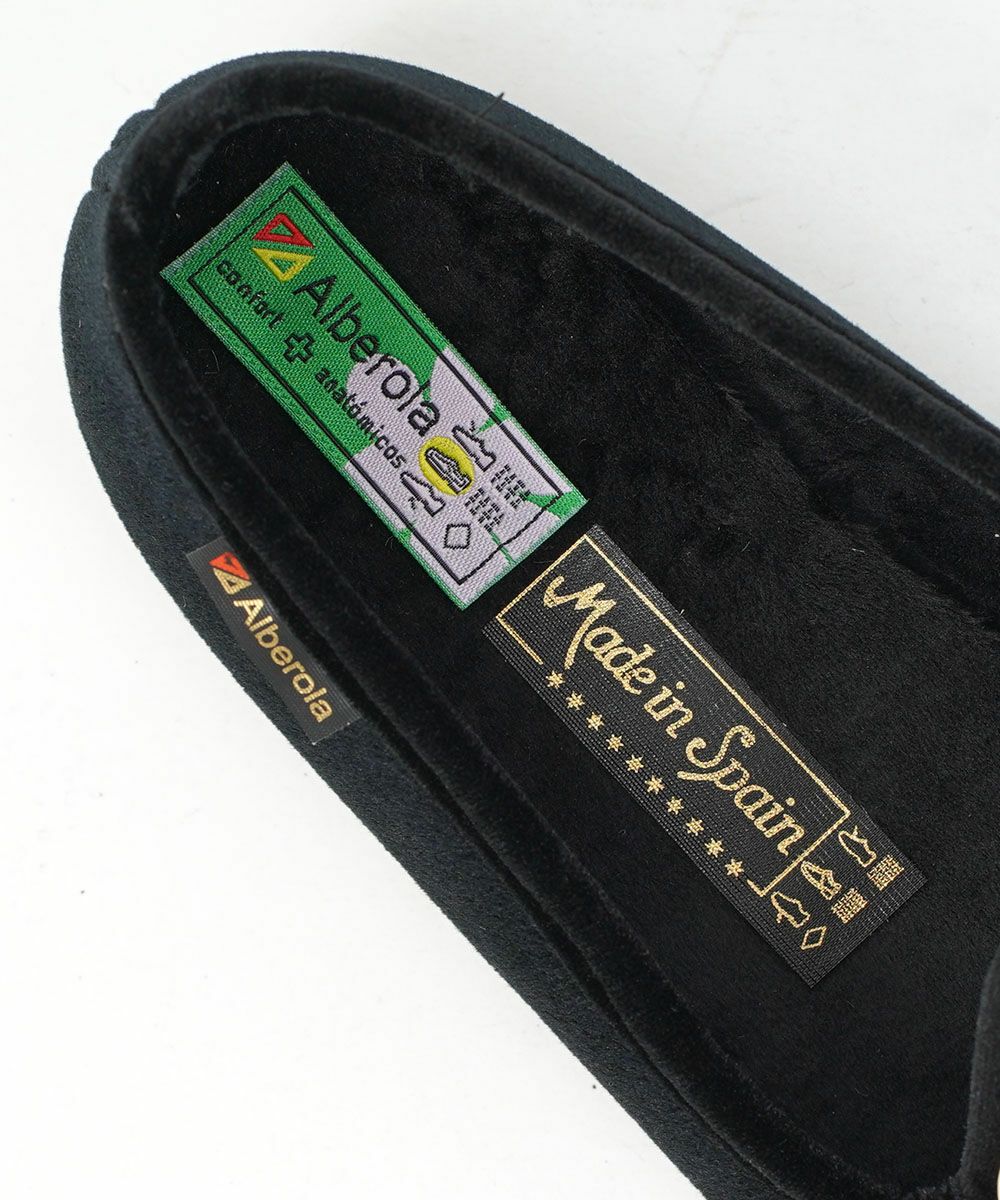 Alberola
confort + anatómicos
Made in Spain
**********
Alberola